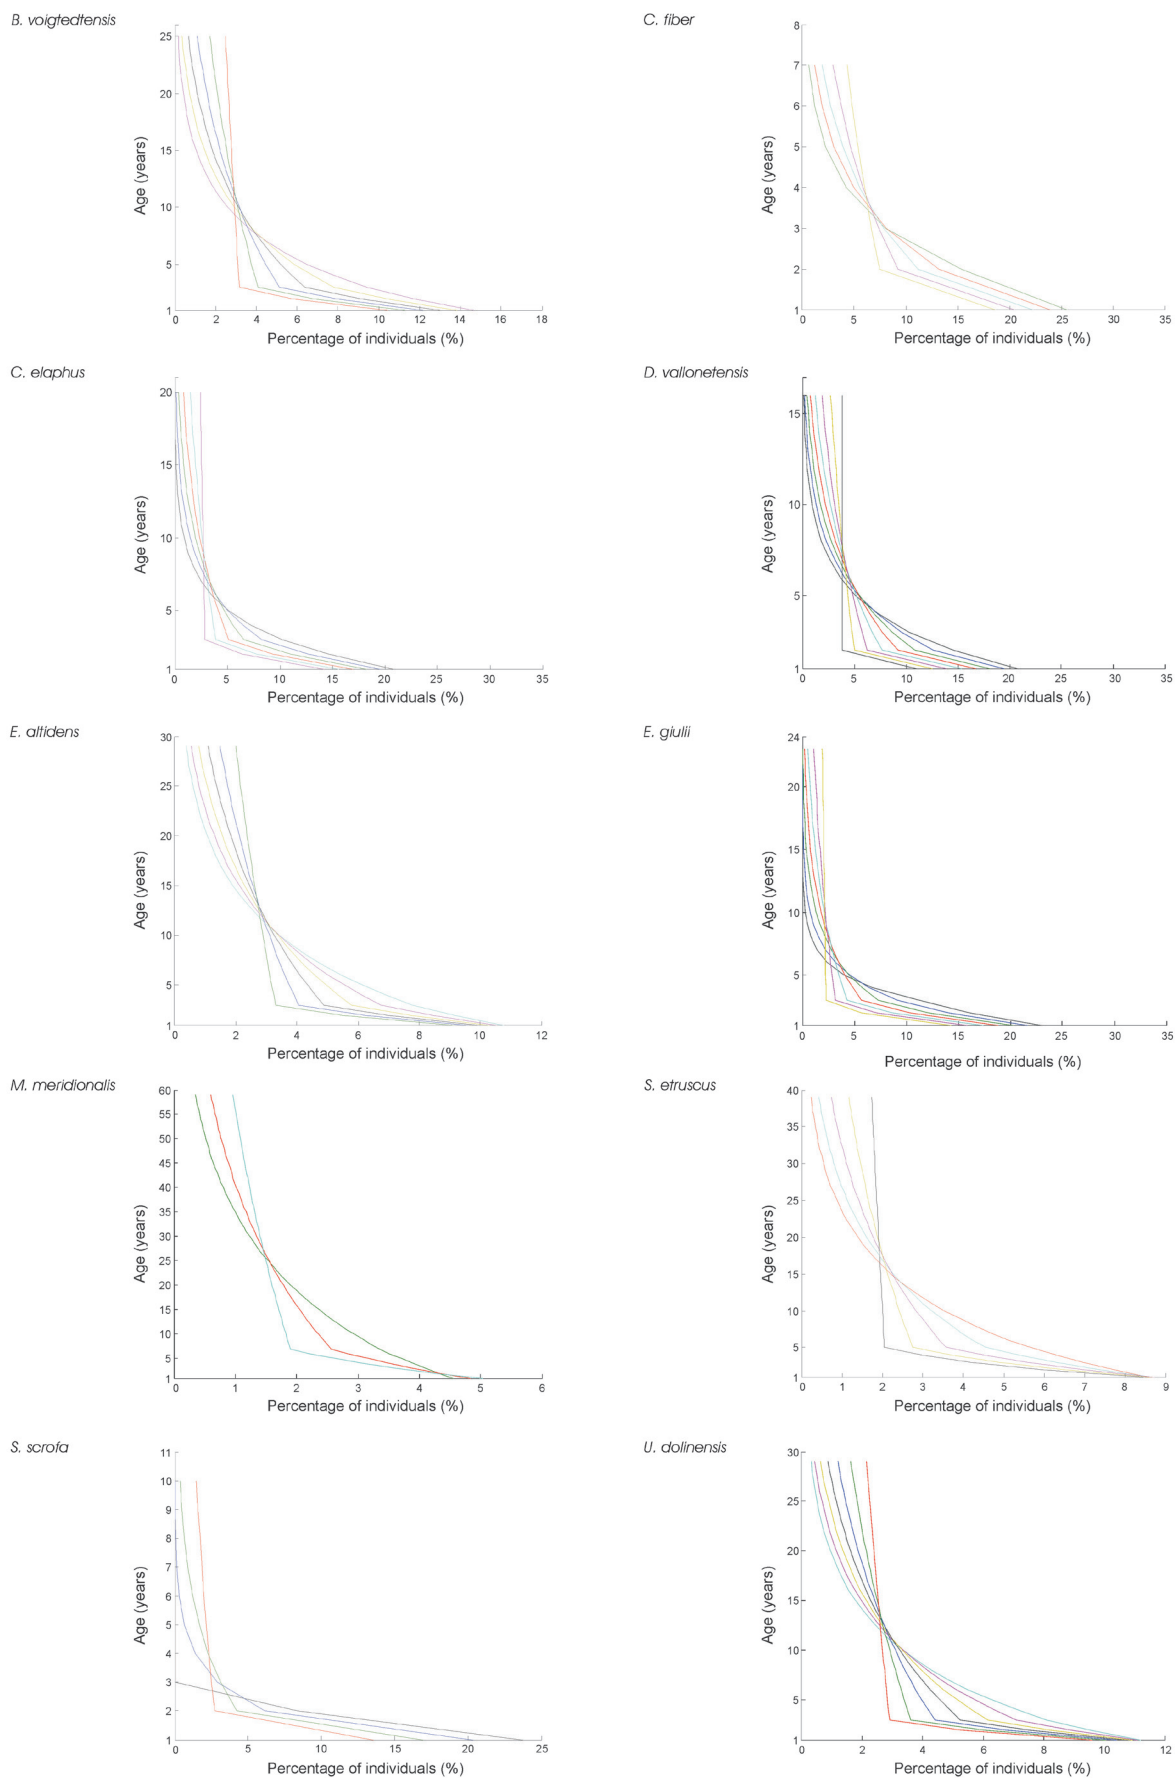 B. voigtedtensis
25
20
15
10
5
1
Age (years)
0 2 4 6 8 10 12 14 16 18
Percentage of individuals (%)
C. fiber
8
7
6
5
4
3
2
1
Age (years)
0 5 10 15 20 25 30 35
Percentage of individuals (%)
C. elaphus
20
15
10
5
1
Age (years)
0 5 10 15 20 25 30 35
Percentage of individuals (%)
D. vallonetensis
15
10
5
1
Age (years)
0 5 10 15 20 25 30 35
Percentage of individuals (%)
E. altidens
30
25
20
15
10
5
1
Age (years)
0 2 4 6 8 10 12
Percentage of individuals (%)
E. giulii
24
20
15
10
5
1
Age (years)
0 5 10 15 20 25 30 35
Percentage of individuals (%)
M. meridionalis
60
55
50
45
40
35
30
25
20
15
10
5
1
Age (years)
0 1 2 3 4 5 6
Percentage of individuals (%)
S. etruscus
40
35
30
25
20
15
10
5
1
Age (years)
0 1 2 3 4 5 6 7 8 9
Percentage of individuals (%)
S. scrofa
11
10
9
8
7
6
5
4
3
2
1
Age (years)
0 5 10 15 20 25
Percentage of individuals (%)
U. dolinensis
30
25
20
15
10
5
1
Age (years)
0 2 4 6 8 10 12
Percentage of individuals (%)